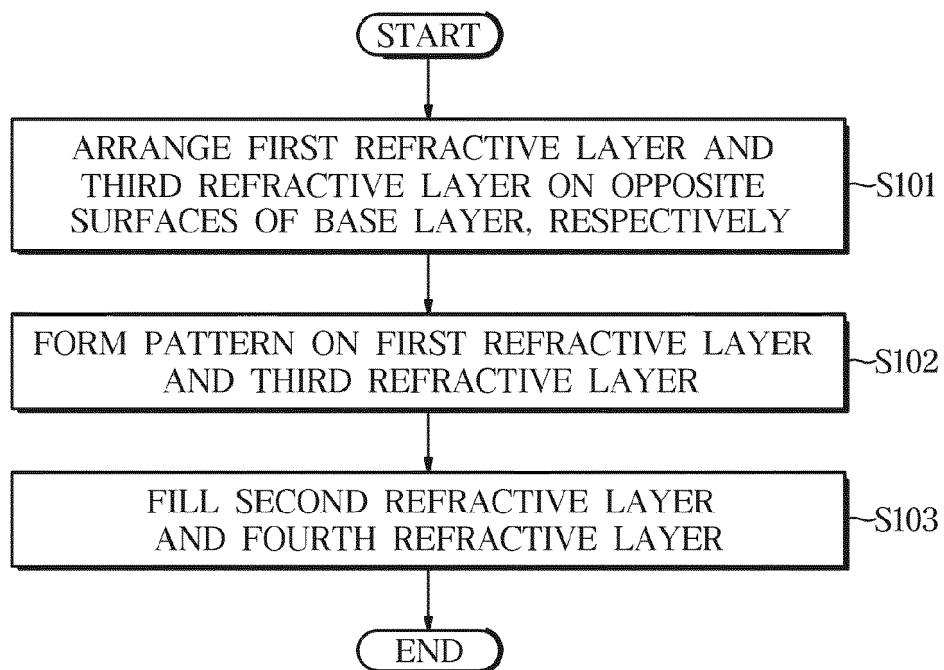 START
ARRANGE FIRST REFRACTIVE LAYER AND
THIRD REFRACTIVE LAYER ON OPPOSITE
SURFACES OF BASE LAYER, RESPECTIVELY
S101
FORM PATTERN ON FIRST REFRACTIVE LAYER
AND THIRD REFRACTIVE LAYER
S102
FILL SECOND REFRACTIVE LAYER
AND FOURTH REFRACTIVE LAYER
S103
END